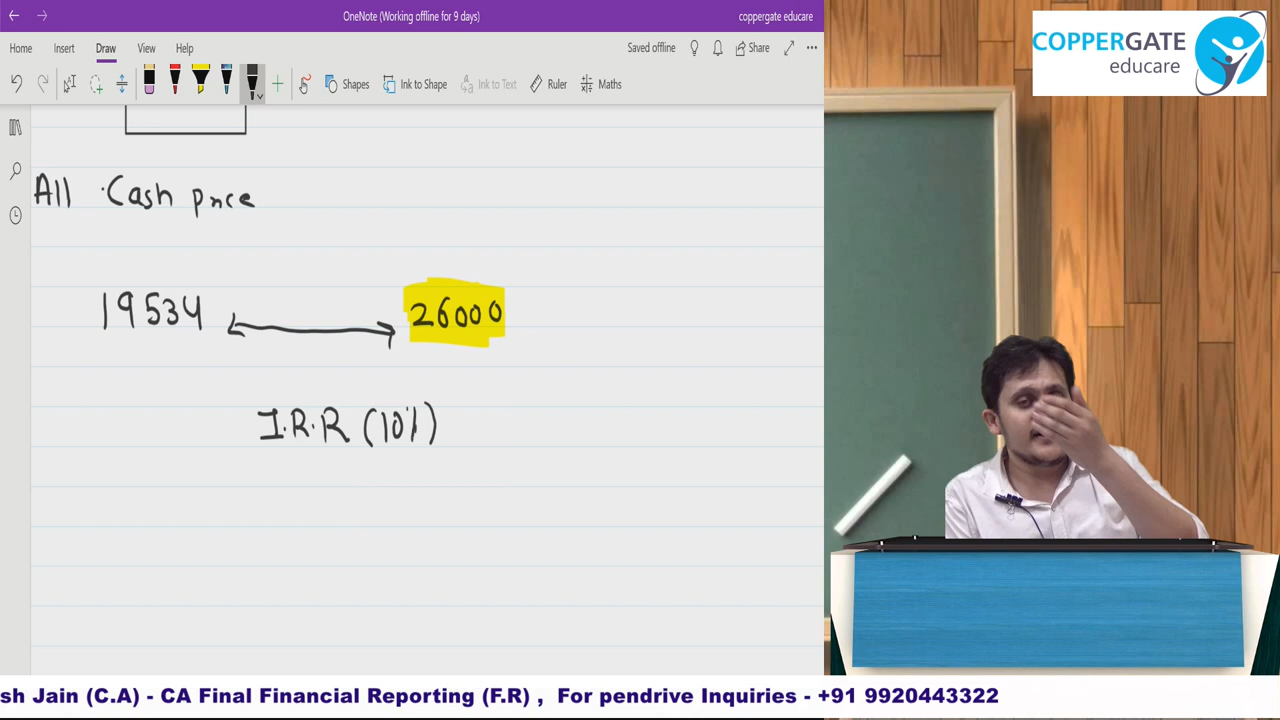 OneNote (Working offline for 9 days)
coppergate educare
Home Insert Draw View Help
Saved offline Share
Shapes Ink to Shape Ink to Text Ruler Maths
COPPERGATE
educare
All Cash price
19534 26000
I.R.R (10%)
sh Jain (C.A) - CA Final Financial Reporting (F.R) , For pendrive Inquiries - +91 9920443322